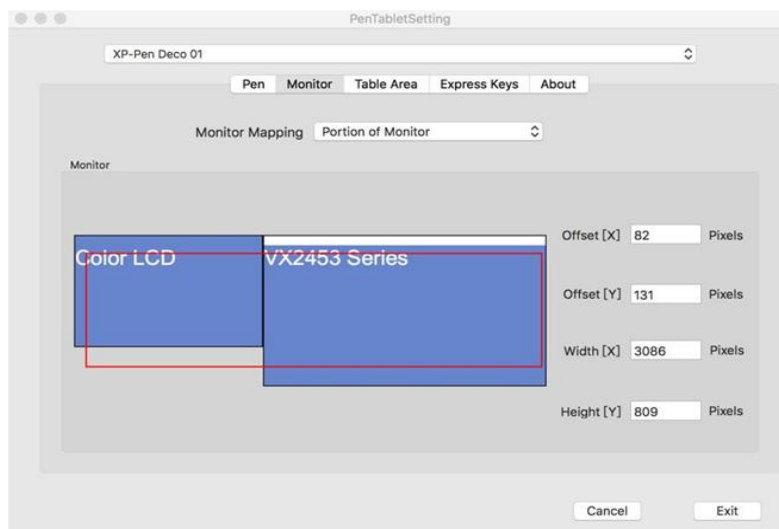 PenTabletSetting
XP-Pen Deco 01
Pen Monitor Table Area Express Keys About
Monitor Mapping Portion of Monitor
Monitor
Color LCD VX2453 Series
Offset [X] 82 Pixels
Offset [Y] 131 Pixels
Width [X] 3086 Pixels
Height [Y] 809 Pixels
Cancel Exit